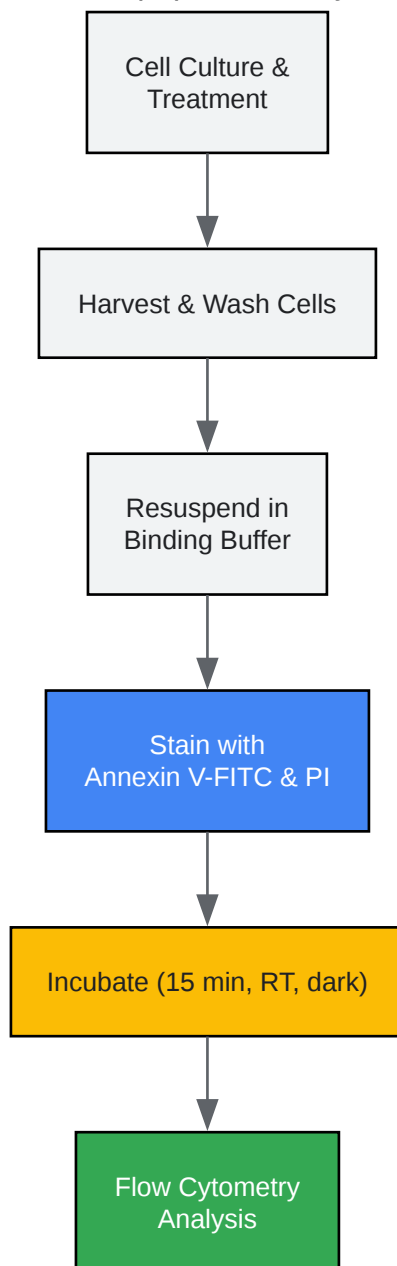 Cell Culture &
Treatment
Harvest & Wash Cells
Resuspend in
Binding Buffer
Stain with
Annexin V-FITC & PI
Incubate (15 min, RT, dark)
Flow Cytometry
Analysis